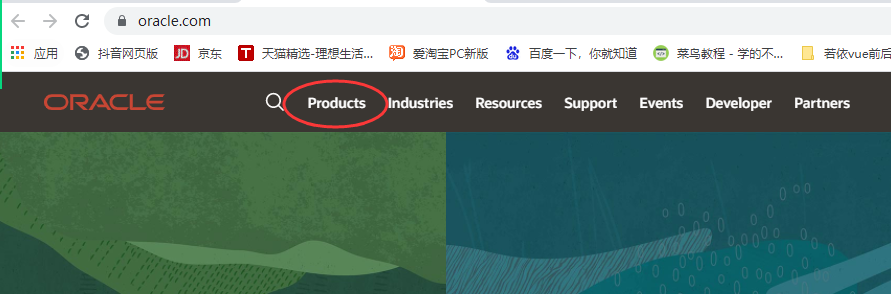 oracle.com
应用 抖音网页版 JD 京东 T 天猫精选-理想生活... 淘 爱淘宝PC新版 百度一下，你就知道 菜鸟教程 - 学的不... 若依vue前后
ORACLE Products Industries Resources Support Events Developer Partners